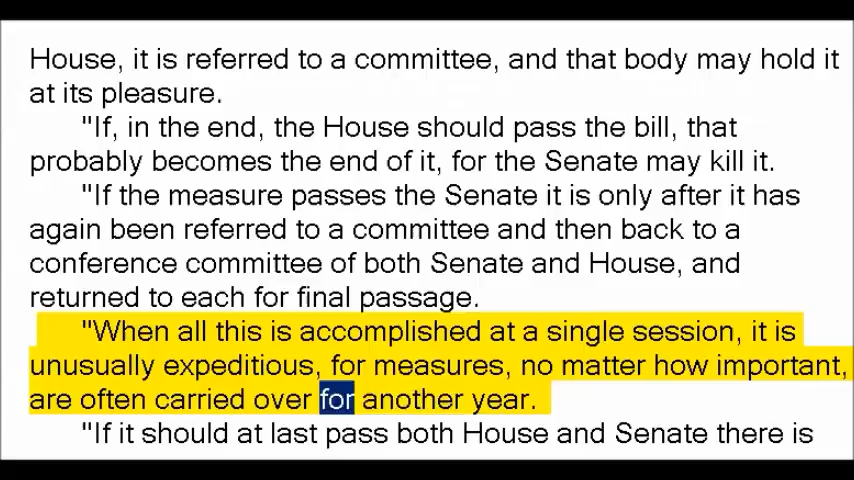 House, it is referred to a committee, and that body may hold it
at its pleasure.
"If, in the end, the House should pass the bill, that
probably becomes the end of it, for the Senate may kill it.
"If the measure passes the Senate it is only after it has
again been referred to a committee and then back to a
conference committee of both Senate and House, and
returned to each for final passage.
"When all this is accomplished at a single session, it is
unusually expeditious, for measures, no matter how important,
are often carried over for another year.
"If it should at last pass both House and Senate there is